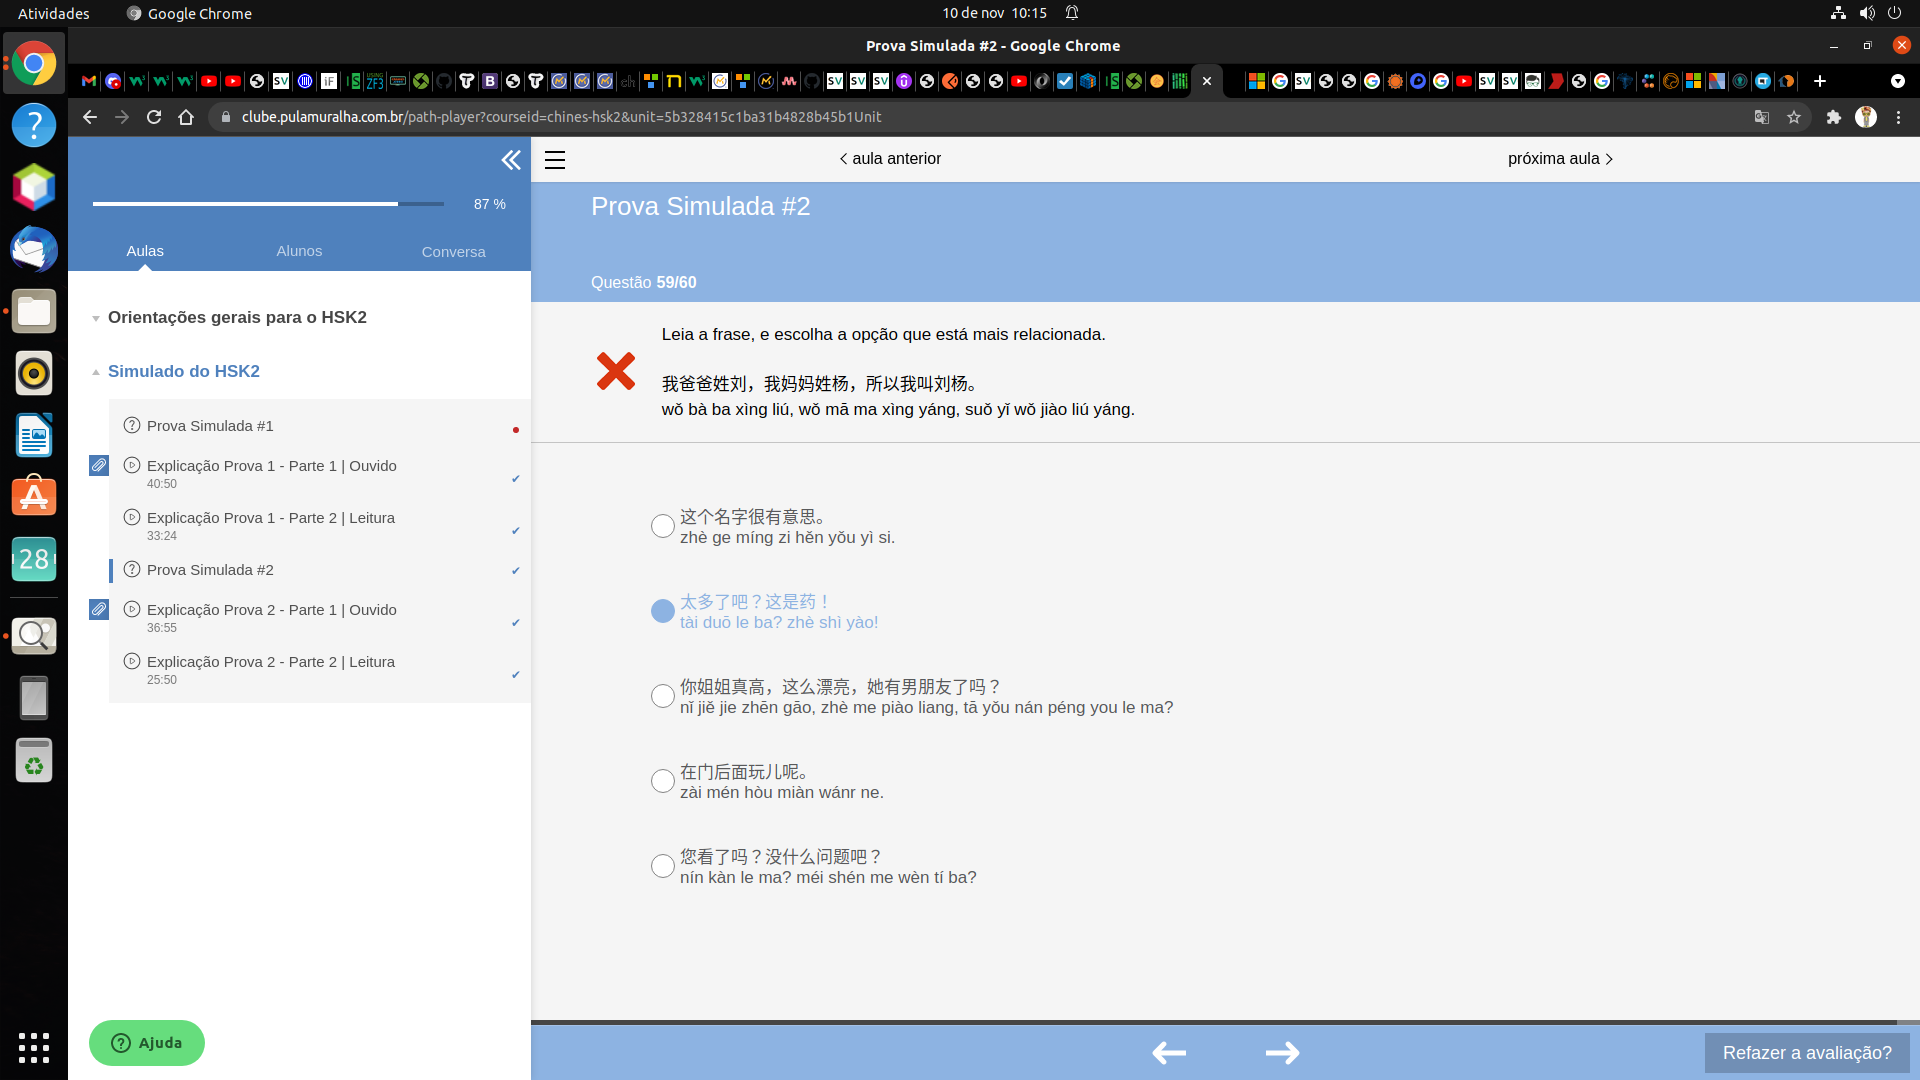 Atividades
Google Chrome
10 de nov 10:15
Prova Simulada #2 - Google Chrome
clube.pulamuralha.com.br/path-player?courseid=chines-hsk2&unit=5b328415c1ba31b4828b45b1Unit
87 %
Aulas
Alunos
Conversa
Orientações gerais para o HSK2
Simulado do HSK2
Prova Simulada #1
Explicação Prova 1 - Parte 1 | Ouvido
40:50
Explicação Prova 1 - Parte 2 | Leitura
33:24
Prova Simulada #2
Explicação Prova 2 - Parte 1 | Ouvido
36:55
Explicação Prova 2 - Parte 2 | Leitura
25:50
Ajuda
28
aula anterior
próxima aula
Prova Simulada #2
Questão 59/60
Leia a frase, e escolha a opção que está mais relacionada.
我爸爸姓刘，我妈妈姓杨，所以我叫刘杨。
wǒ bà ba xìng liú, wǒ mā ma xìng yáng, suǒ yǐ wǒ jiào liú yáng.
这个名字很有意思。
zhè ge míng zi hěn yǒu yì si.
太多了吧？这是药！
tài duō le ba? zhè shì yào!
你姐姐真高，这么漂亮，她有男朋友了吗？
nǐ jiě jie zhēn gāo, zhè me piào liang, tā yǒu nán péng you le ma?
在门后面玩儿呢。
zài mén hòu miàn wánr ne.
您看了吗？没什么问题吧？
nín kàn le ma? méi shén me wèn tí ba?
Refazer a avaliação?